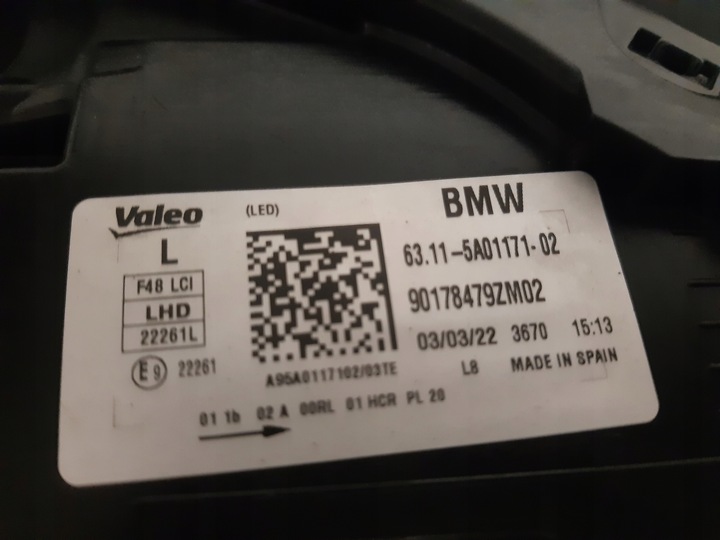 Valeo (LED) BMW
L 63.11-5A01171-02
F48 LCI 90178479ZM02
LHD
22261L 03/03/22 3670 15:13
E9 22261 A95A0117102/03TE L8 MADE IN SPAIN
01 1b 02 A 00RL 01 HCR PL 20